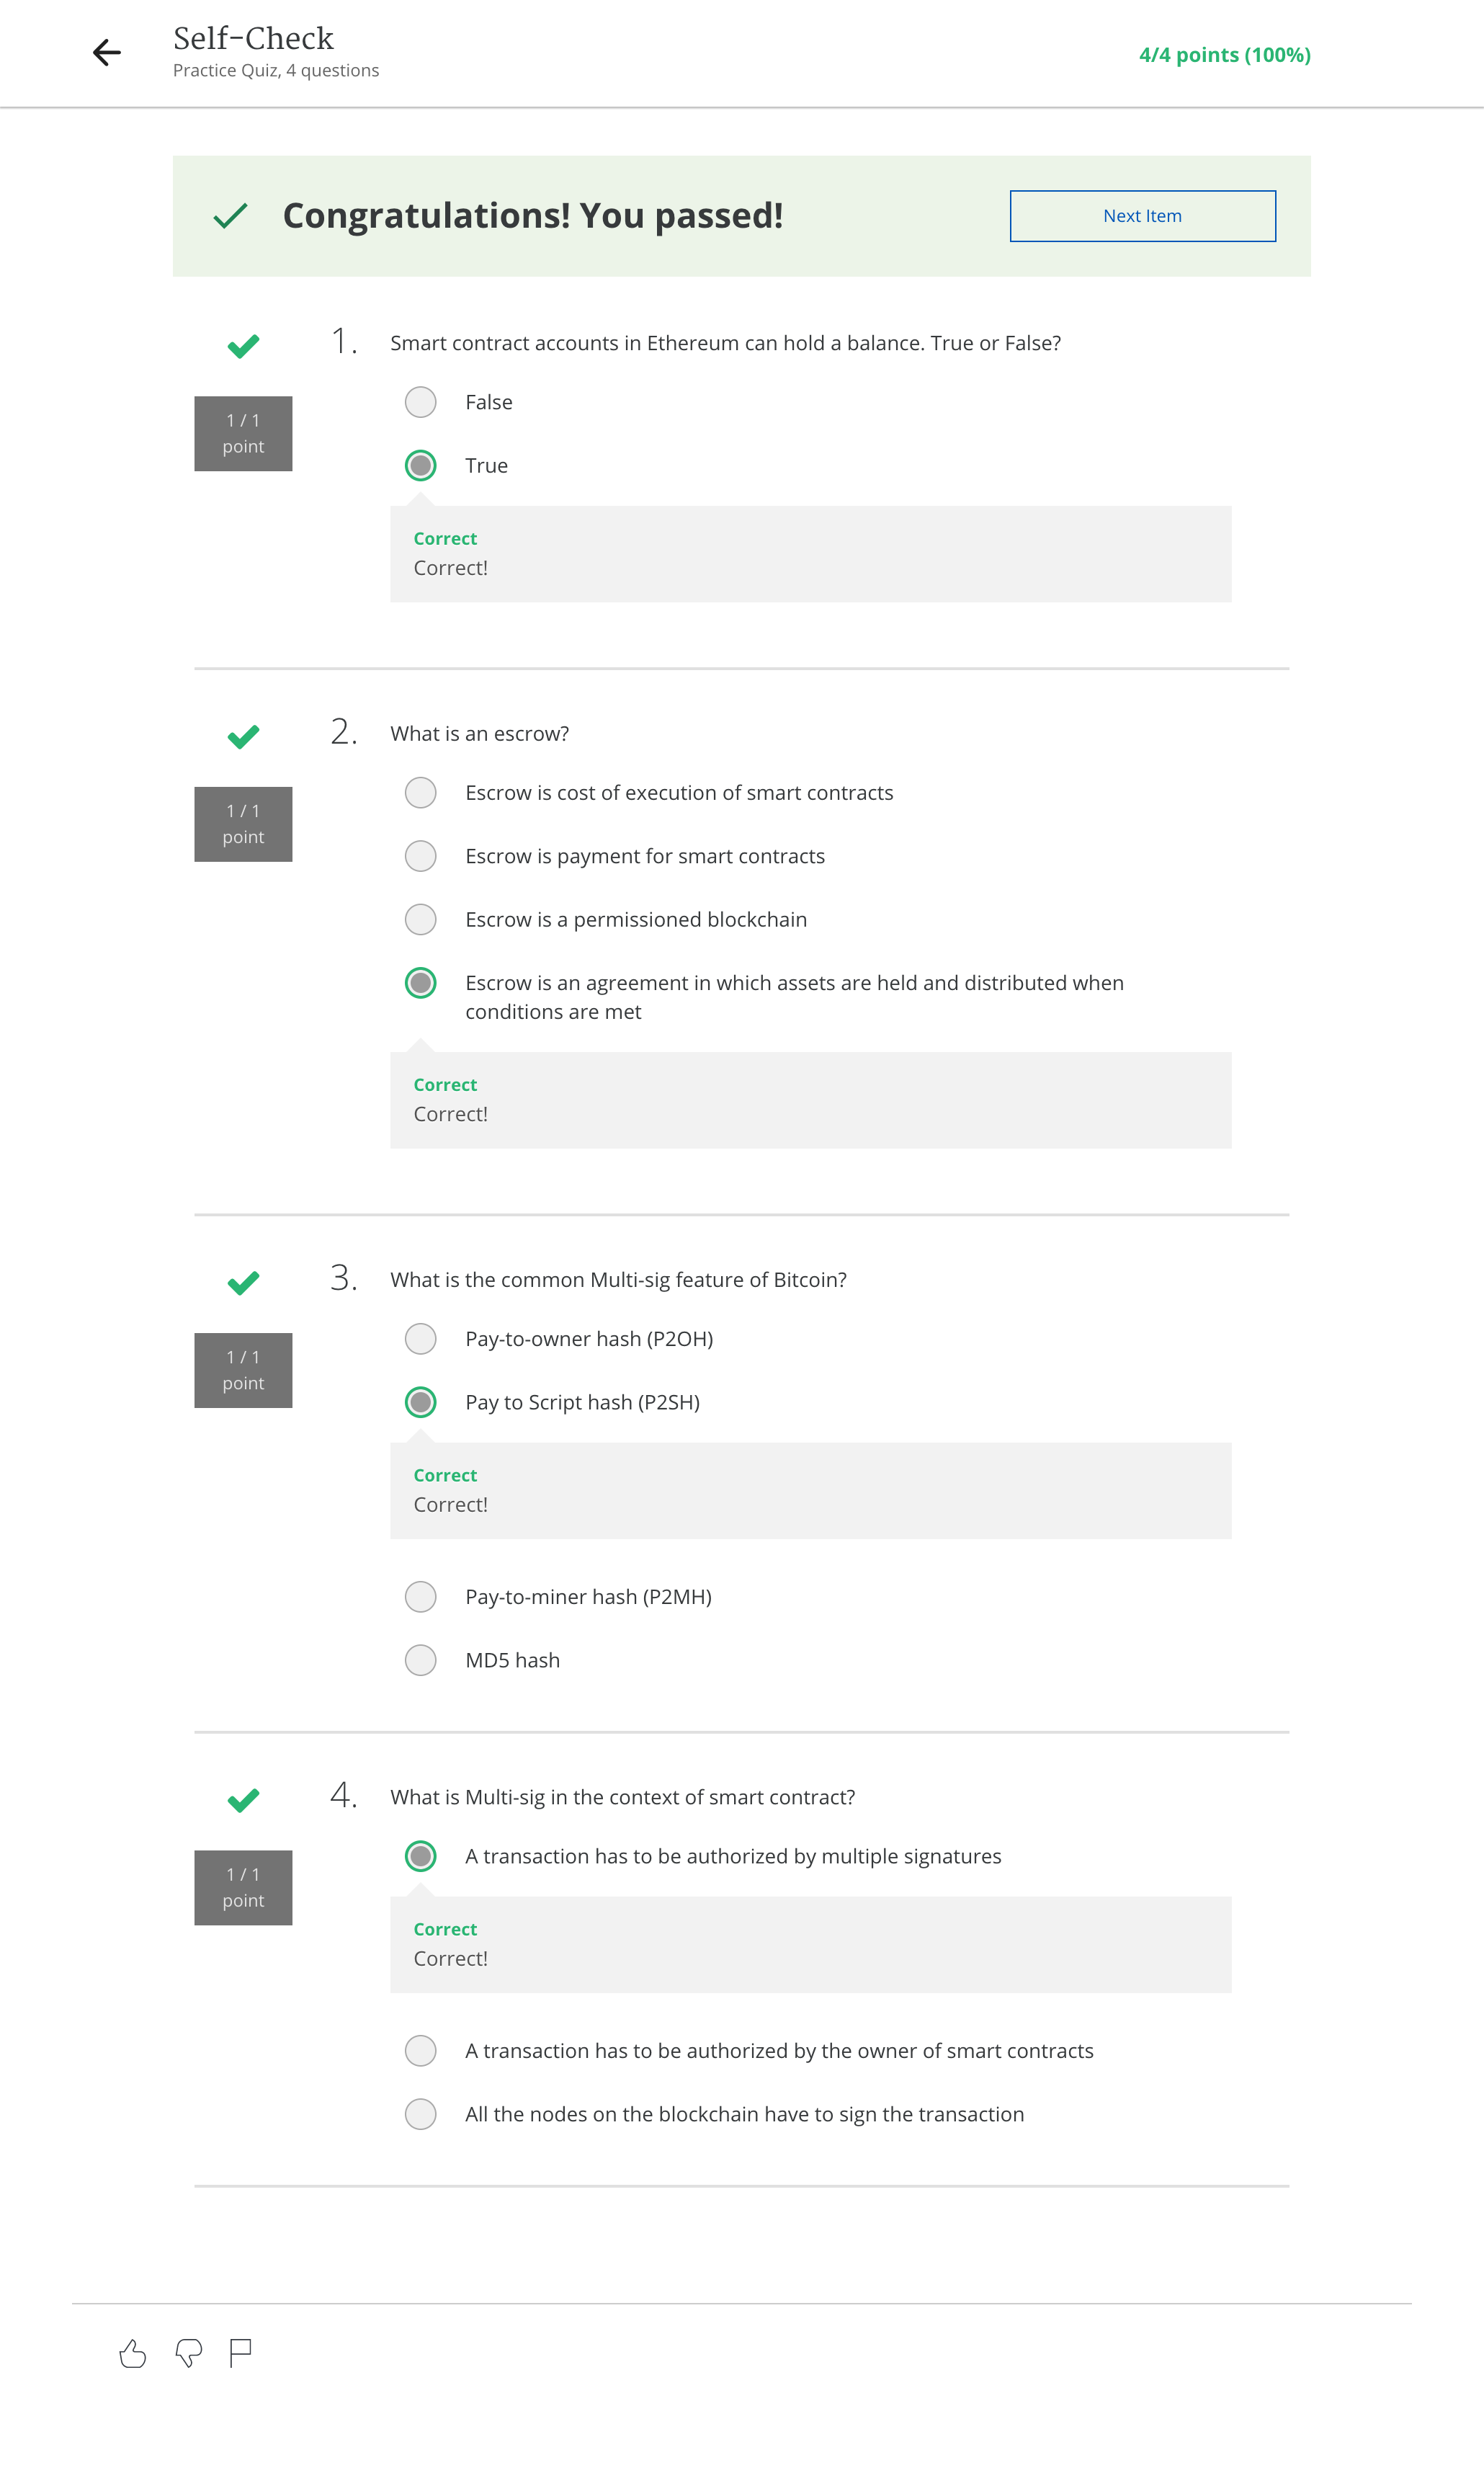 Self-Check
Practice Quiz, 4 questions
4/4 points (100%)
Congratulations! You passed!
Next Item
1 / 1
point
1.
Smart contract accounts in Ethereum can hold a balance. True or False?
False
True
Correct
Correct!
1 / 1
point
2.
What is an escrow?
Escrow is cost of execution of smart contracts
Escrow is payment for smart contracts
Escrow is a permissioned blockchain
Escrow is an agreement in which assets are held and distributed when
conditions are met
Correct
Correct!
1 / 1
point
3.
What is the common Multi-sig feature of Bitcoin?
Pay-to-owner hash (P2OH)
Pay to Script hash (P2SH)
Correct
Correct!
Pay-to-miner hash (P2MH)
MD5 hash
1 / 1
point
4.
What is Multi-sig in the context of smart contract?
A transaction has to be authorized by multiple signatures
Correct
Correct!
A transaction has to be authorized by the owner of smart contracts
All the nodes on the blockchain have to sign the transaction